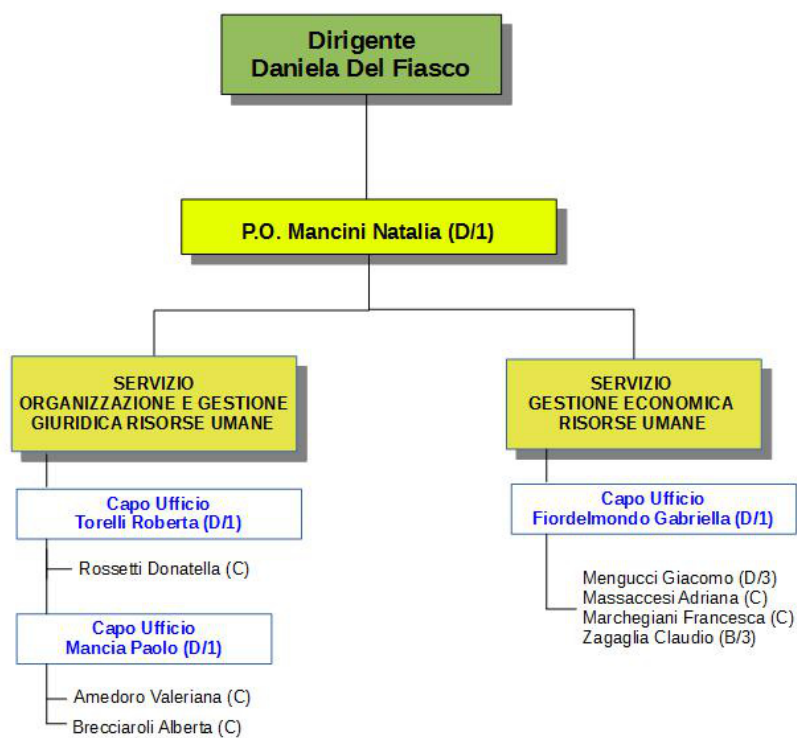 Dirigente
Daniela Del Fiasco
P.O. Mancini Natalia (D/1)
SERVIZIO
ORGANIZZAZIONE E GESTIONE
GIURIDICA RISORSE UMANE
Capo Ufficio
Torelli Roberta (D/1)
Rossetti Donatella (C)
Capo Ufficio
Mancia Paolo (D/1)
Amedoro Valeriana (C)
Brecciaroli Alberta (C)
SERVIZIO
GESTIONE ECONOMICA
RISORSE UMANE
Capo Ufficio
Fiordelmondo Gabriella (D/1)
Mengucci Giacomo (D/3)
Massaccesi Adriana (C)
Marchegiani Francesca (C)
Zagaglia Claudio (B/3)